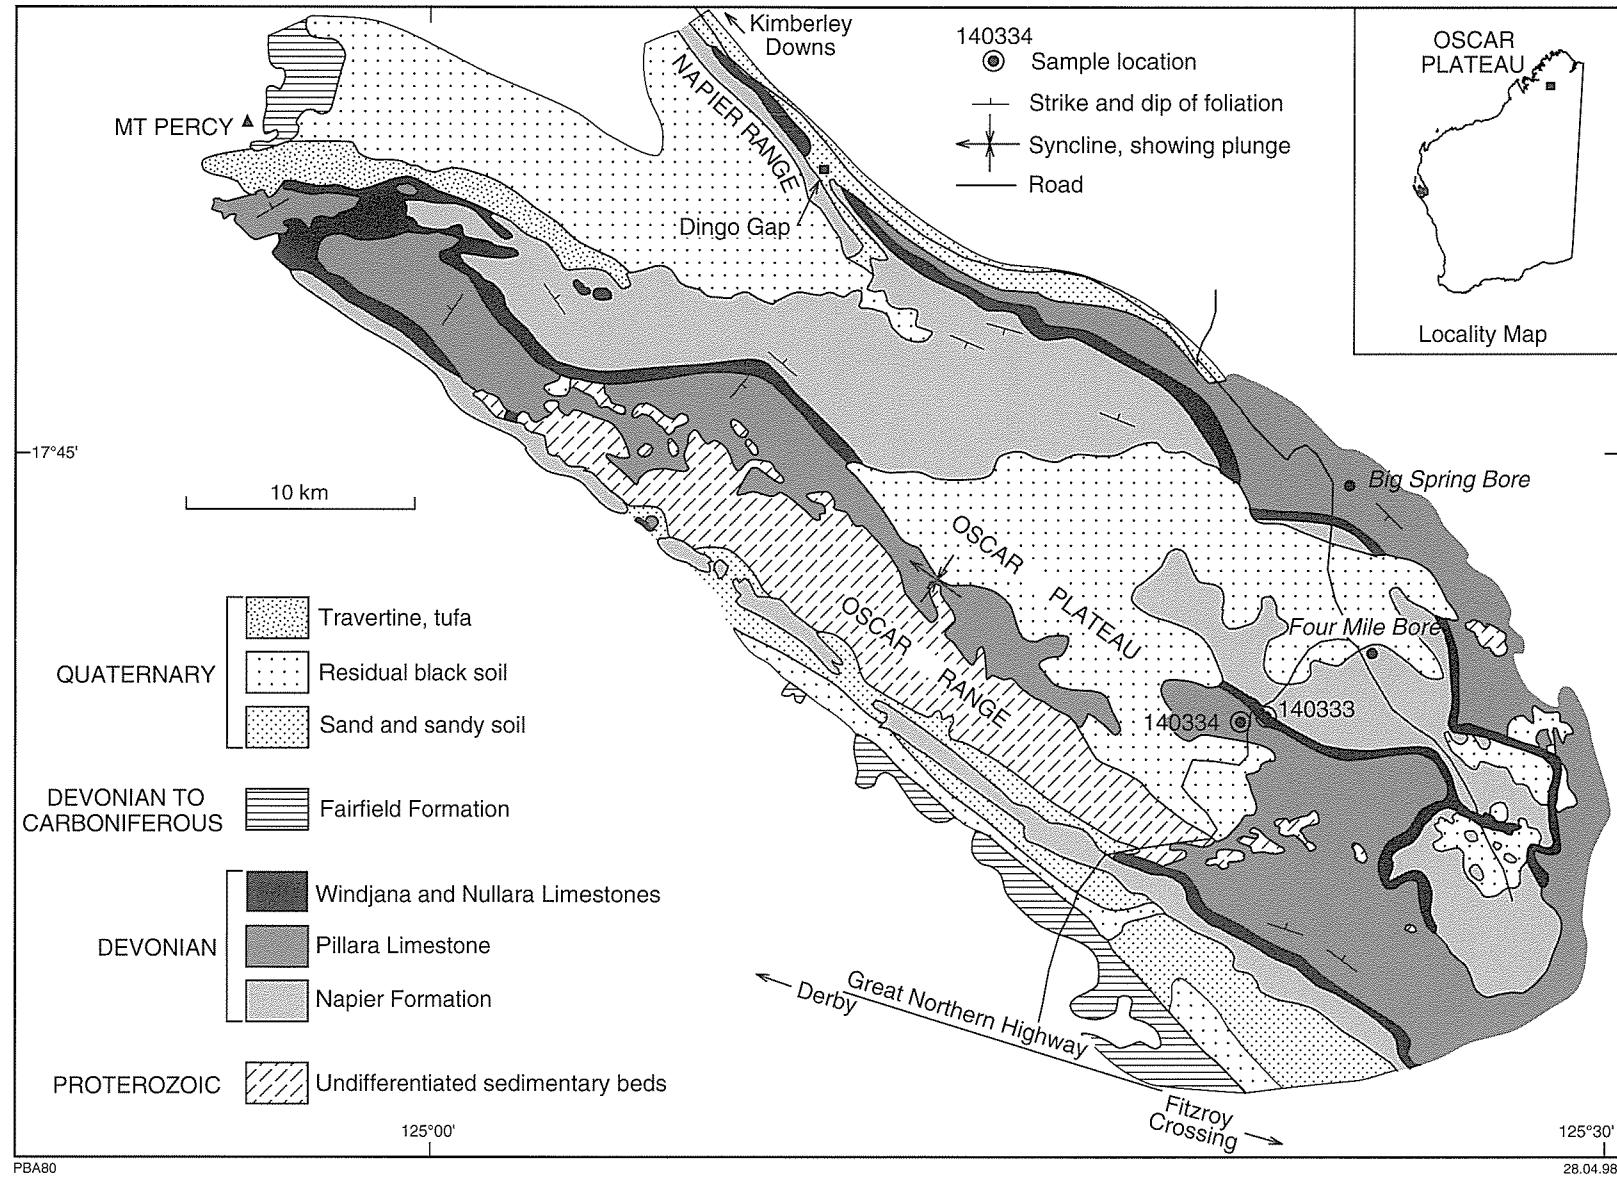 Kimberley
Downs
140334
Sample location
Strike and dip of foliation
Syncline, showing plunge
Road
OSCAR
PLATEAU
Locality Map
NAPIER RANGE
MT PERCY
Dingo Gap
17°45'
10 km
Big Spring Bore
OSCAR
PLATEAU
OSCAR
RANGE
Four Mile Bore
140334
140333
QUATERNARY
Travertine, tufa
Residual black soil
Sand and sandy soil
DEVONIAN TO
CARBONIFEROUS
Fairfield Formation
DEVONIAN
Windjana and Nullara Limestones
Pillara Limestone
Napier Formation
PROTEROZOIC
Undifferentiated sedimentary beds
Derby
Great Northern Highway
Fitzroy
Crossing
125°00'
125°30'
PBA80
28.04.98